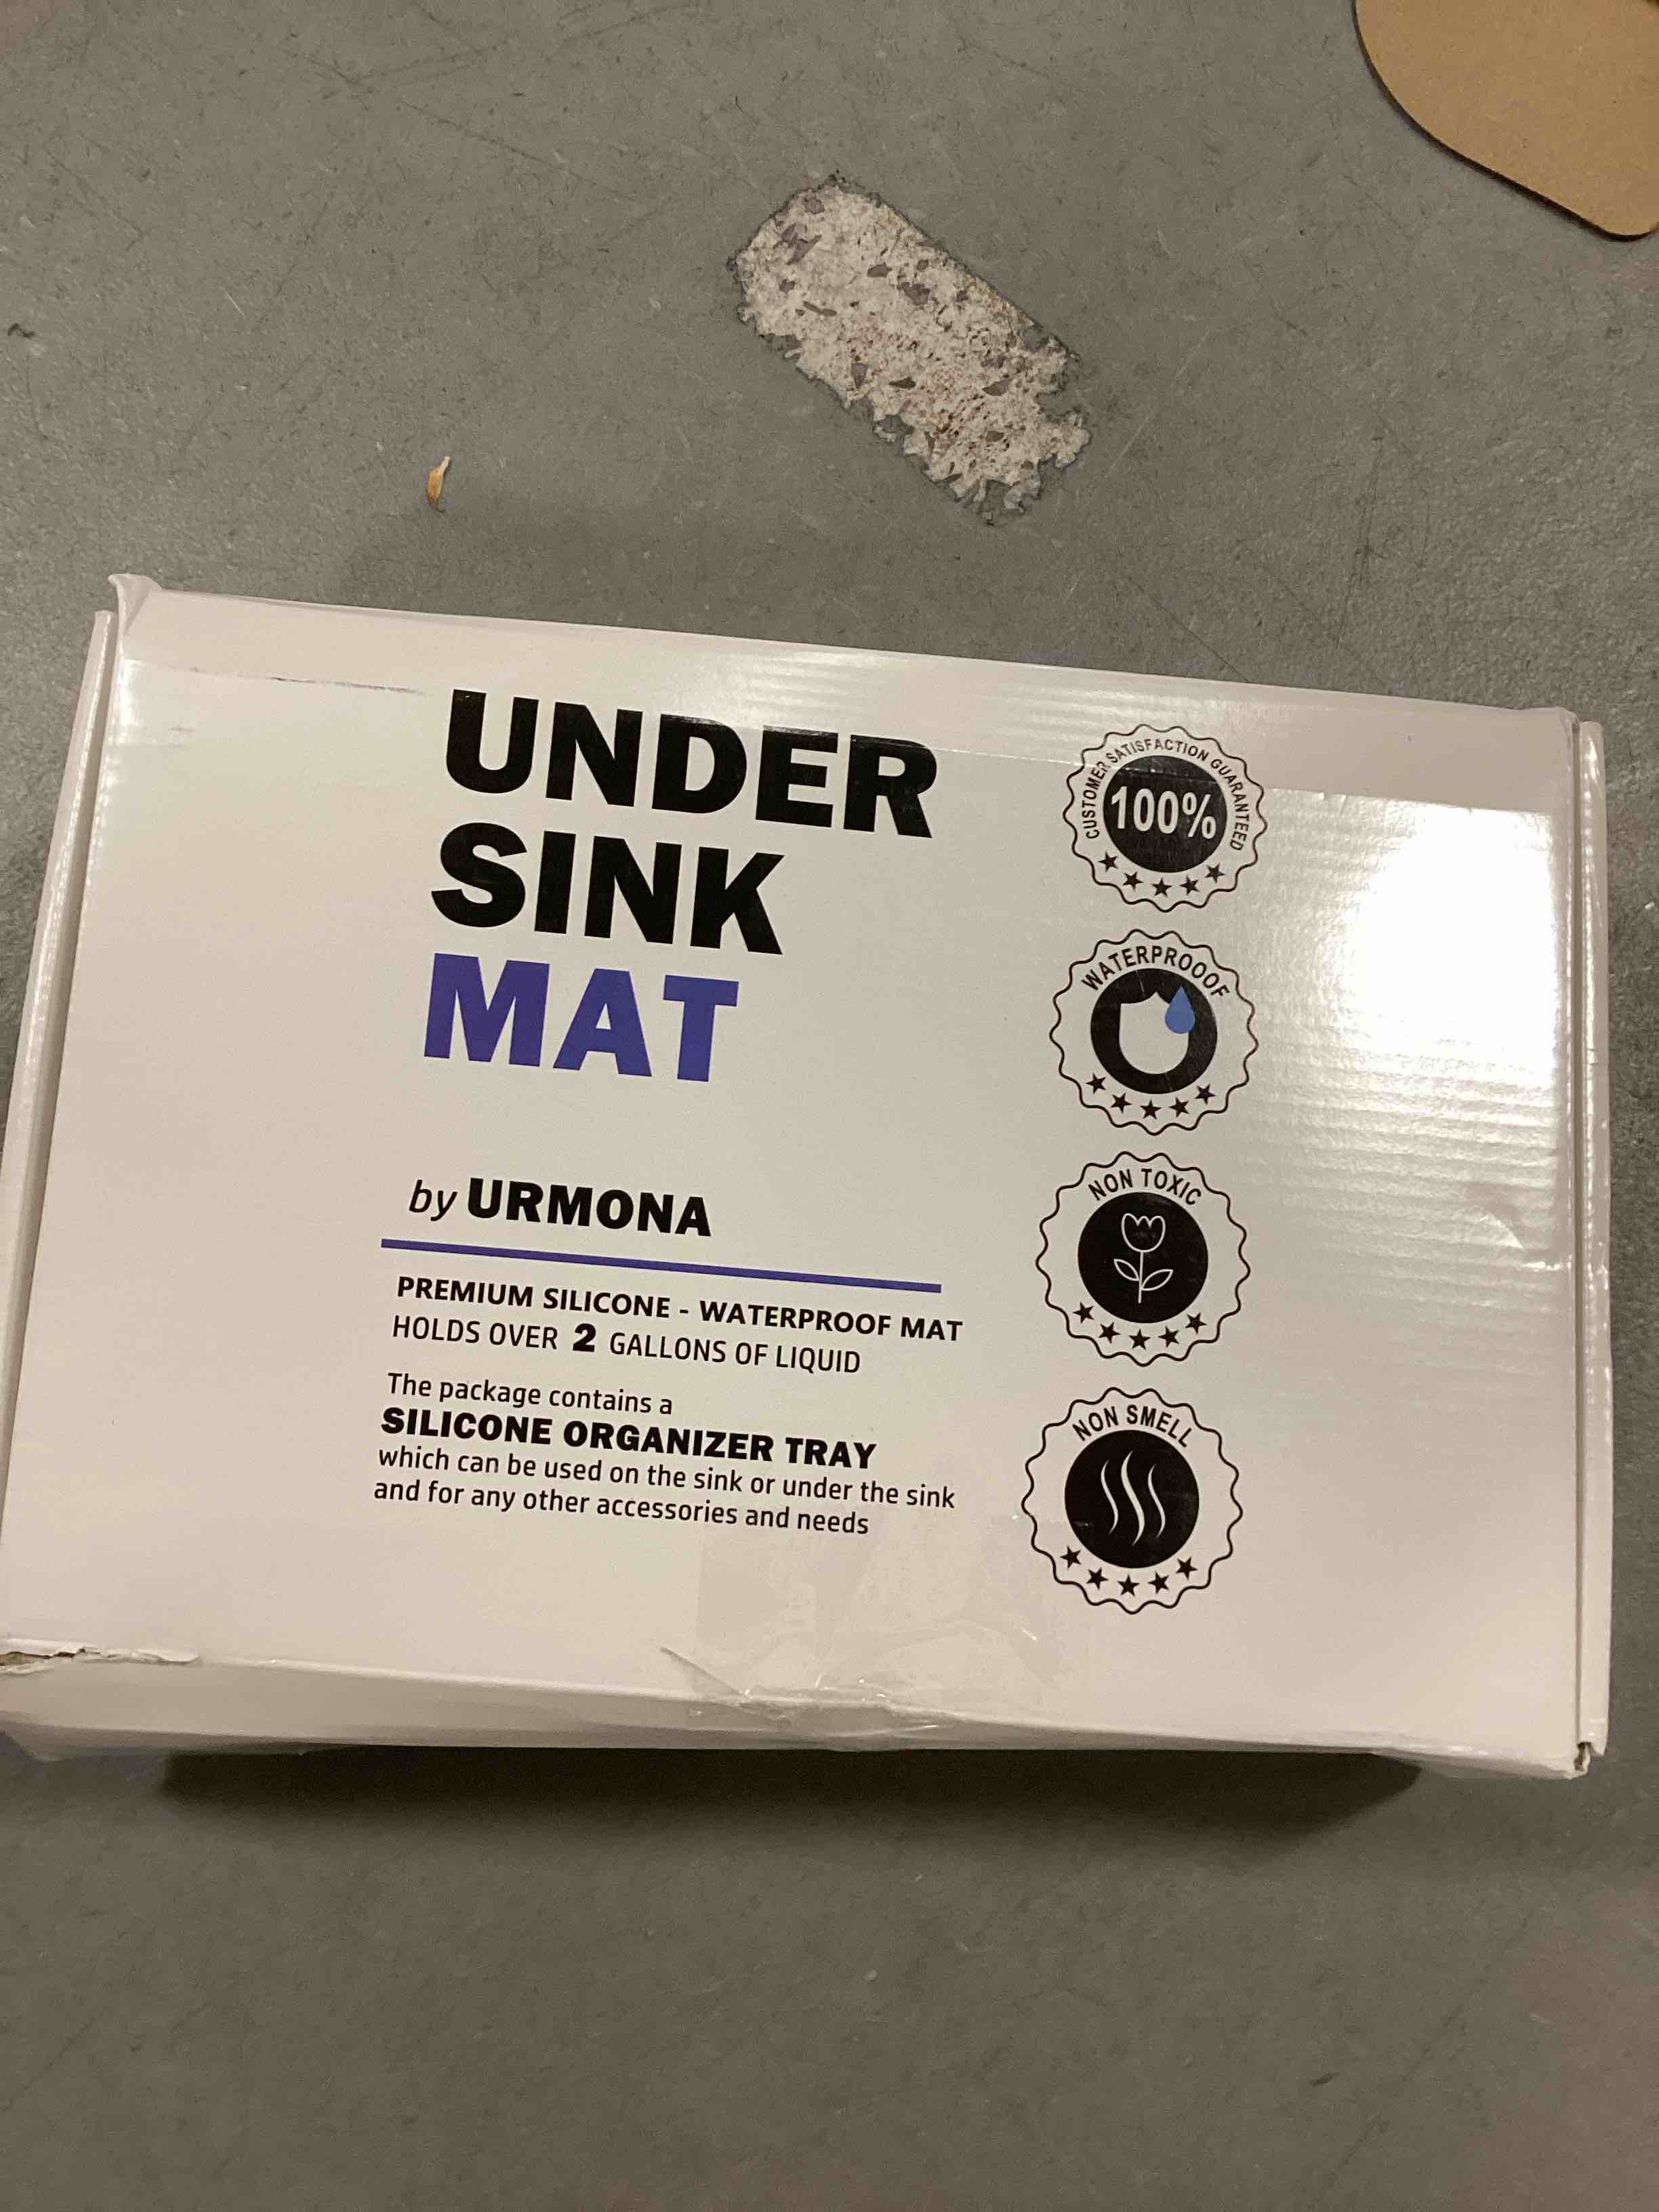 UNDER
SINK
MAT
by URMONA
PREMIUM SILICONE - WATERPROOF MAT
HOLDS OVER 2 GALLONS OF LIQUID
The package contains a
SILICONE ORGANIZER TRAY
which can be used on the sink or under the sink
and for any other accessories and needs
CUSTOMER SATISFACTION GUARANTEED
100%
WATERPROOOF
NON TOXIC
NON SMELL